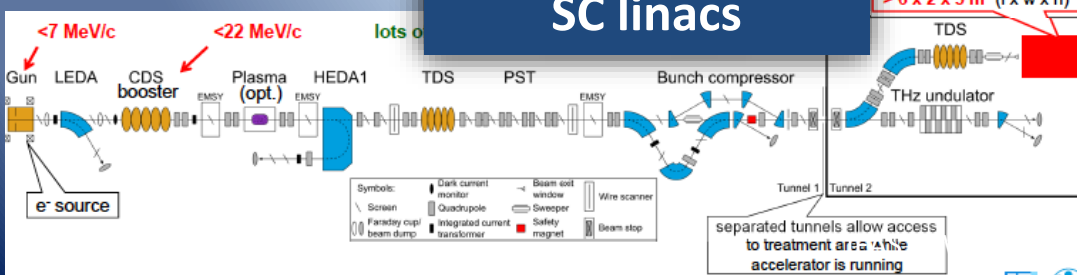 SC linacs
> 6 x 2 x 3 m (l x w x h)
<7 MeV/c
<22 MeV/c
lots o
TDS
Gun
LEDA
CDS
booster
Plasma
(opt.)
HEDA1
TDS
PST
Bunch compressor
EMSY
EMSY
EMSY
THz undulator
e- source
Symbols:
Screen
Faraday cup/
beam dump
Dark current
monitor
Quadrupole
Integrated current
transformer
Beam exit
window
Sweeper
Safety
magnet
Wire scanner
Beam stop
Tunnel 1
Tunnel 2
separated tunnels allow access
to treatment area while
accelerator is running